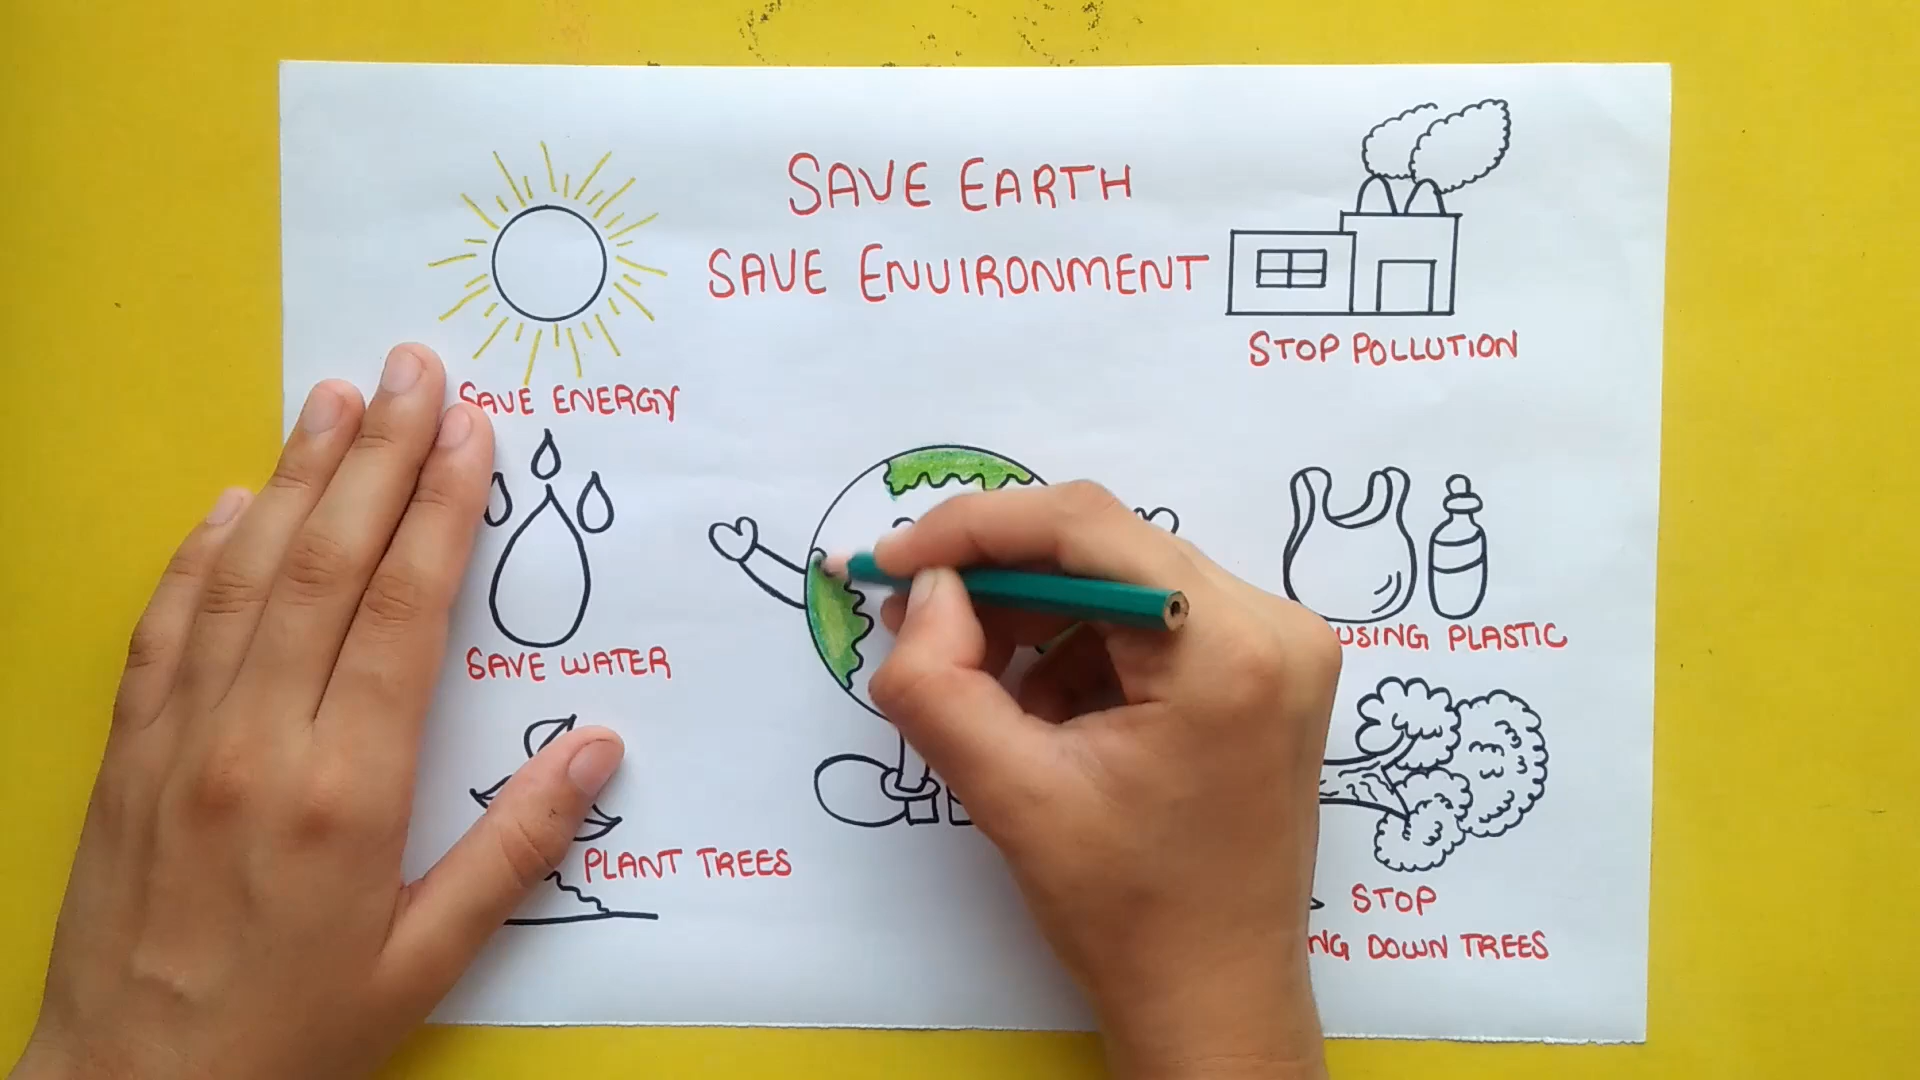 SAVE EARTH
SAVE ENVIRONMENT
SAVE ENERGY
STOP POLLUTION
SAVE WATER
USING PLASTIC
PLANT TREES
STOP
NG DOWN TREES